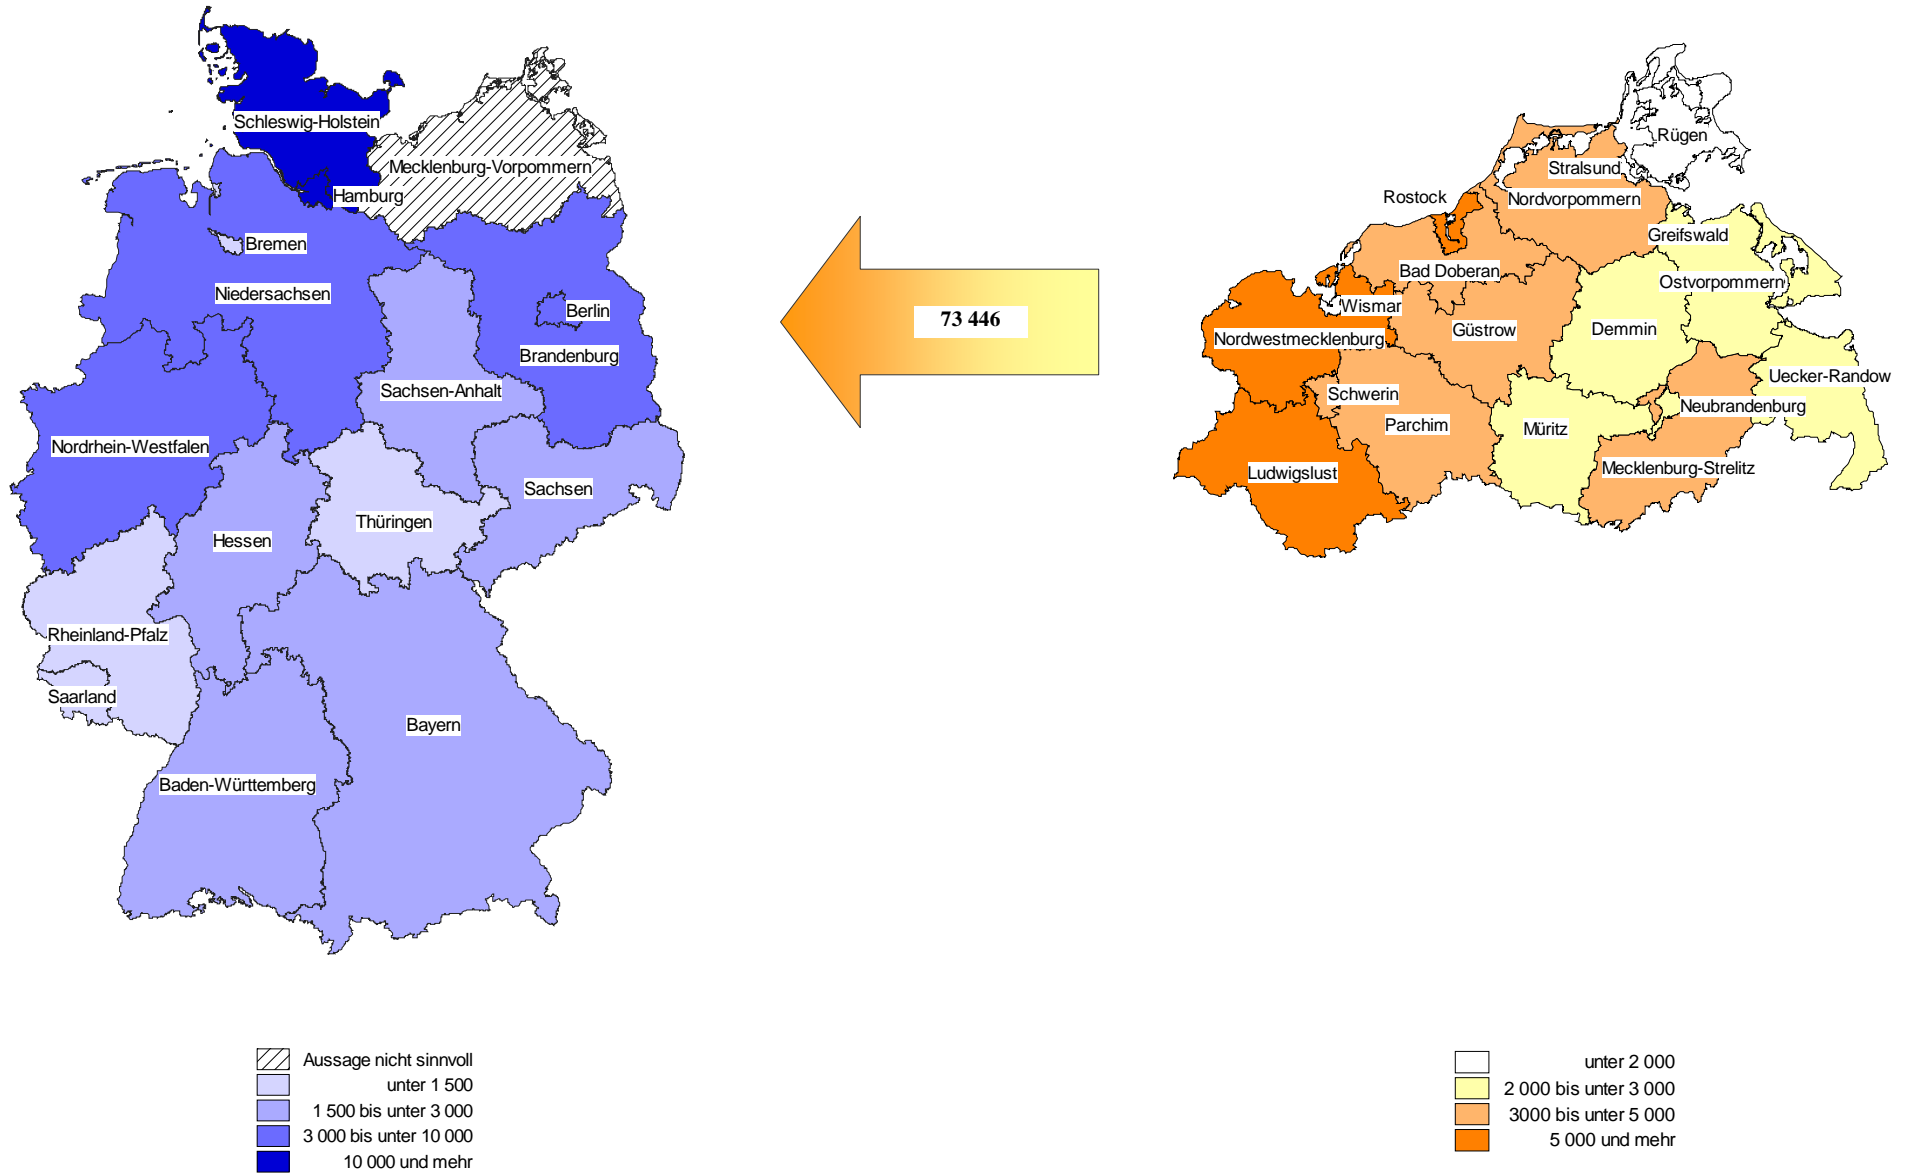 Schleswig-Holstein
Mecklenburg-Vorpommern
Hamburg
Bremen
Niedersachsen
Berlin
Brandenburg
Sachsen-Anhalt
Nordrhein-Westfalen
Sachsen
Thüringen
Hessen
Rheinland-Pfalz
Saarland
Bayern
Baden-Württemberg
73 446
Rügen
Stralsund
Rostock
Nordvorpommern
Greifswald
Bad Doberan
Ostvorpommern
Wismar
Güstrow
Demmin
Nordwestmecklenburg
Uecker-Randow
Schwerin
Neubrandenburg
Parchim
Müritz
Mecklenburg-Strelitz
Ludwigslust
Aussage nicht sinnvoll
unter 1 500
1 500 bis unter 3 000
3 000 bis unter 10 000
10 000 und mehr
unter 2 000
2 000 bis unter 3 000
3000 bis unter 5 000
5 000 und mehr